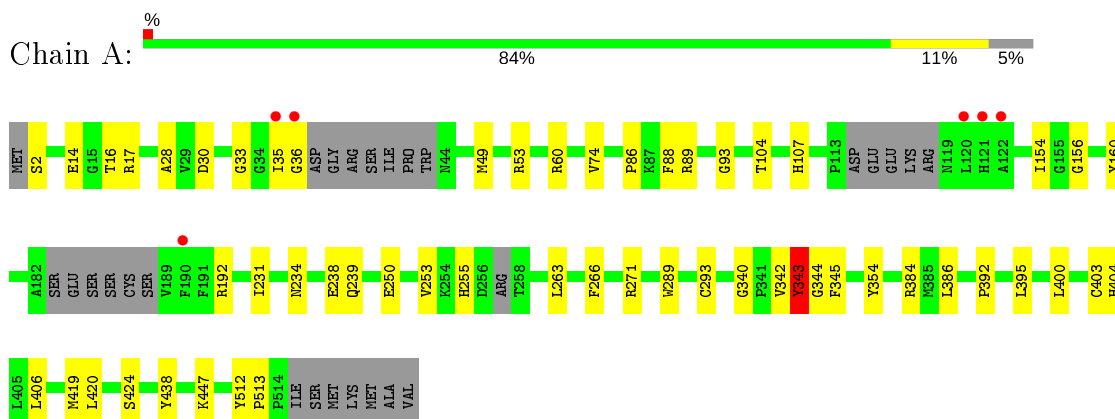 %
Chain A:
84% 11% 5%
MET S2 E14 G15 T16 R17 A28 V29 D30 G33 G34 I35 G36 ASP GLY ARG SER ILE PRO TRP N44 M49 R53 R60 V74 P86 K87 F88 R89 G93 T104 H107 P113 ASP GLU GLU LYS ARG N119 L120 H121 A122 I154 G155 G156 Y160
A182 SER GLU SER SER CYS SER V189 F190 F191 R192 I231 N234 E238 Q239 E250 V253 K254 H255 D256 ARG T258 L263 F266 R271 W289 C293 G340 P341 V342 Y343 G344 F345 Y354 R384 M385 L386 P392 L395 L400 C403 H404
L405 L406 M419 L420 S424 Y438 K447 Y512 P513 P514 ILE SER MET LYS MET ALA VAL